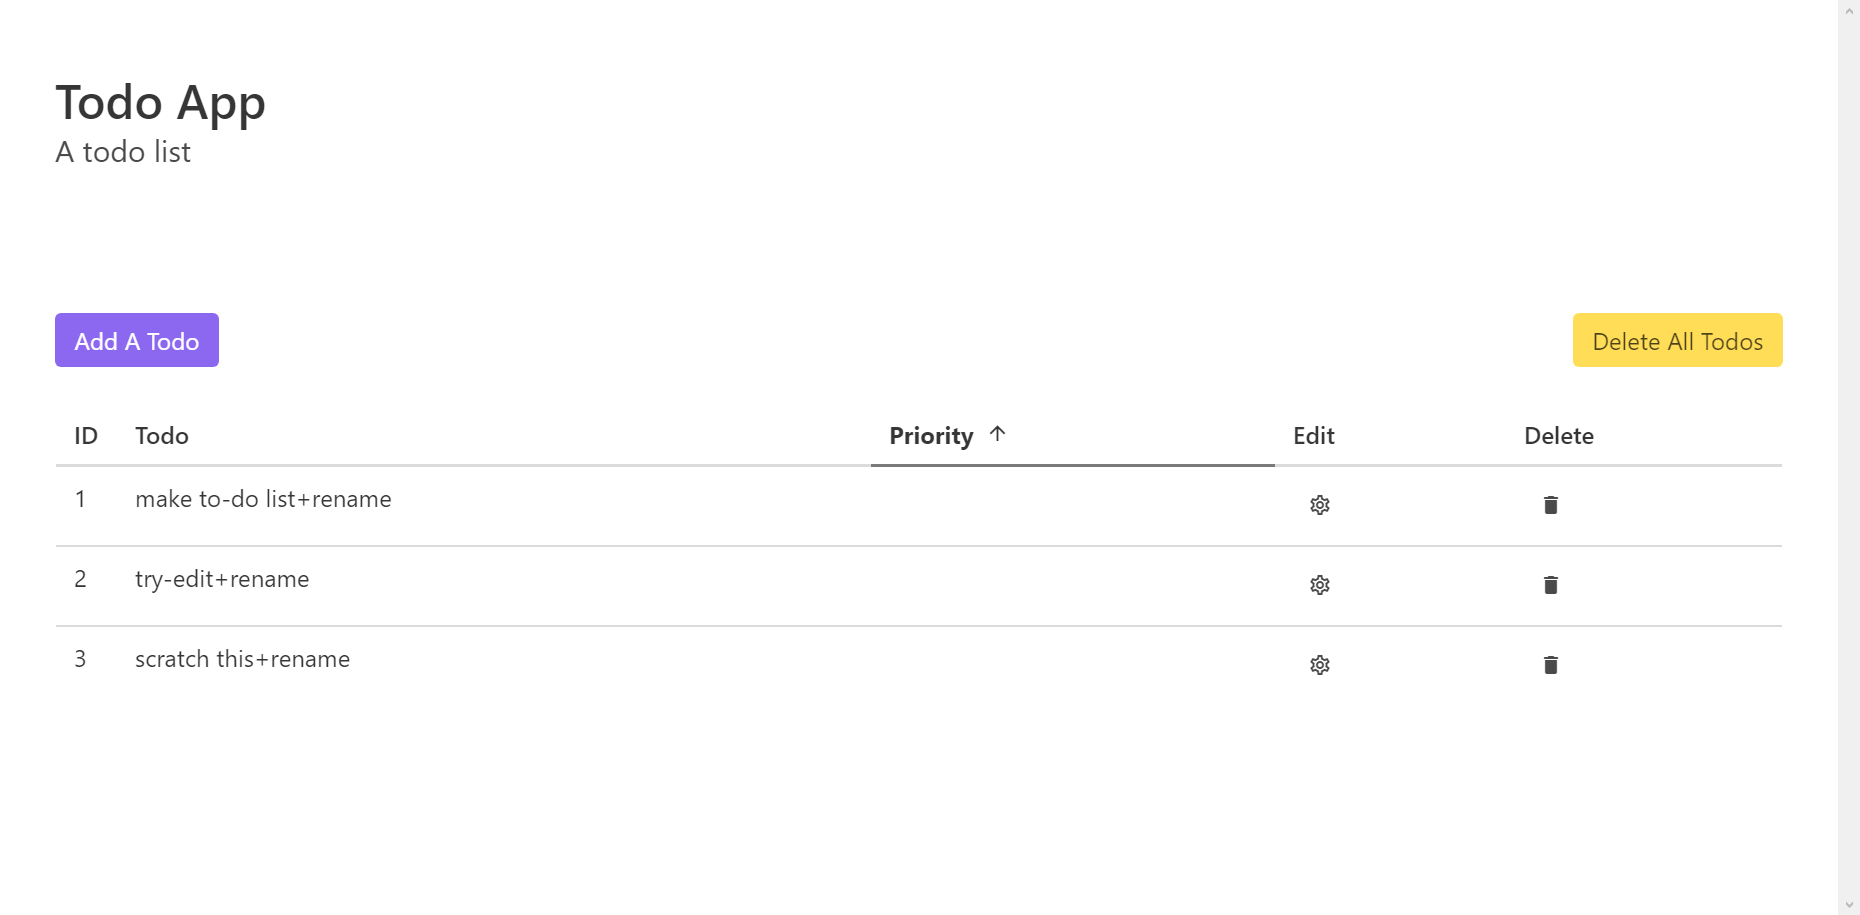 Todo App
A todo list
Add A Todo Delete All Todos
ID Todo Priority ↑ Edit Delete
1 make to-do list+rename
2 try-edit+rename
3 scratch this+rename